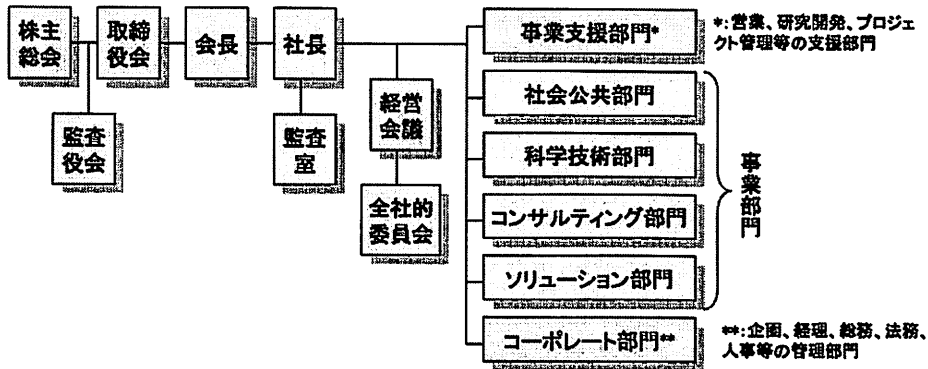 株主
総会
取締
役会
会長
社長
監査
役会
監査
室
経営
会議
全社的
委員会
事業支援部門*
*:営業、研究開発、プロジェ
クト管理等の支援部門
社会公共部門
科学技術部門
コンサルティング部門
ソリューション部門
事業部門
コーポレート部門**
**:企画、経理、総務、法務、
人事等の管理部門